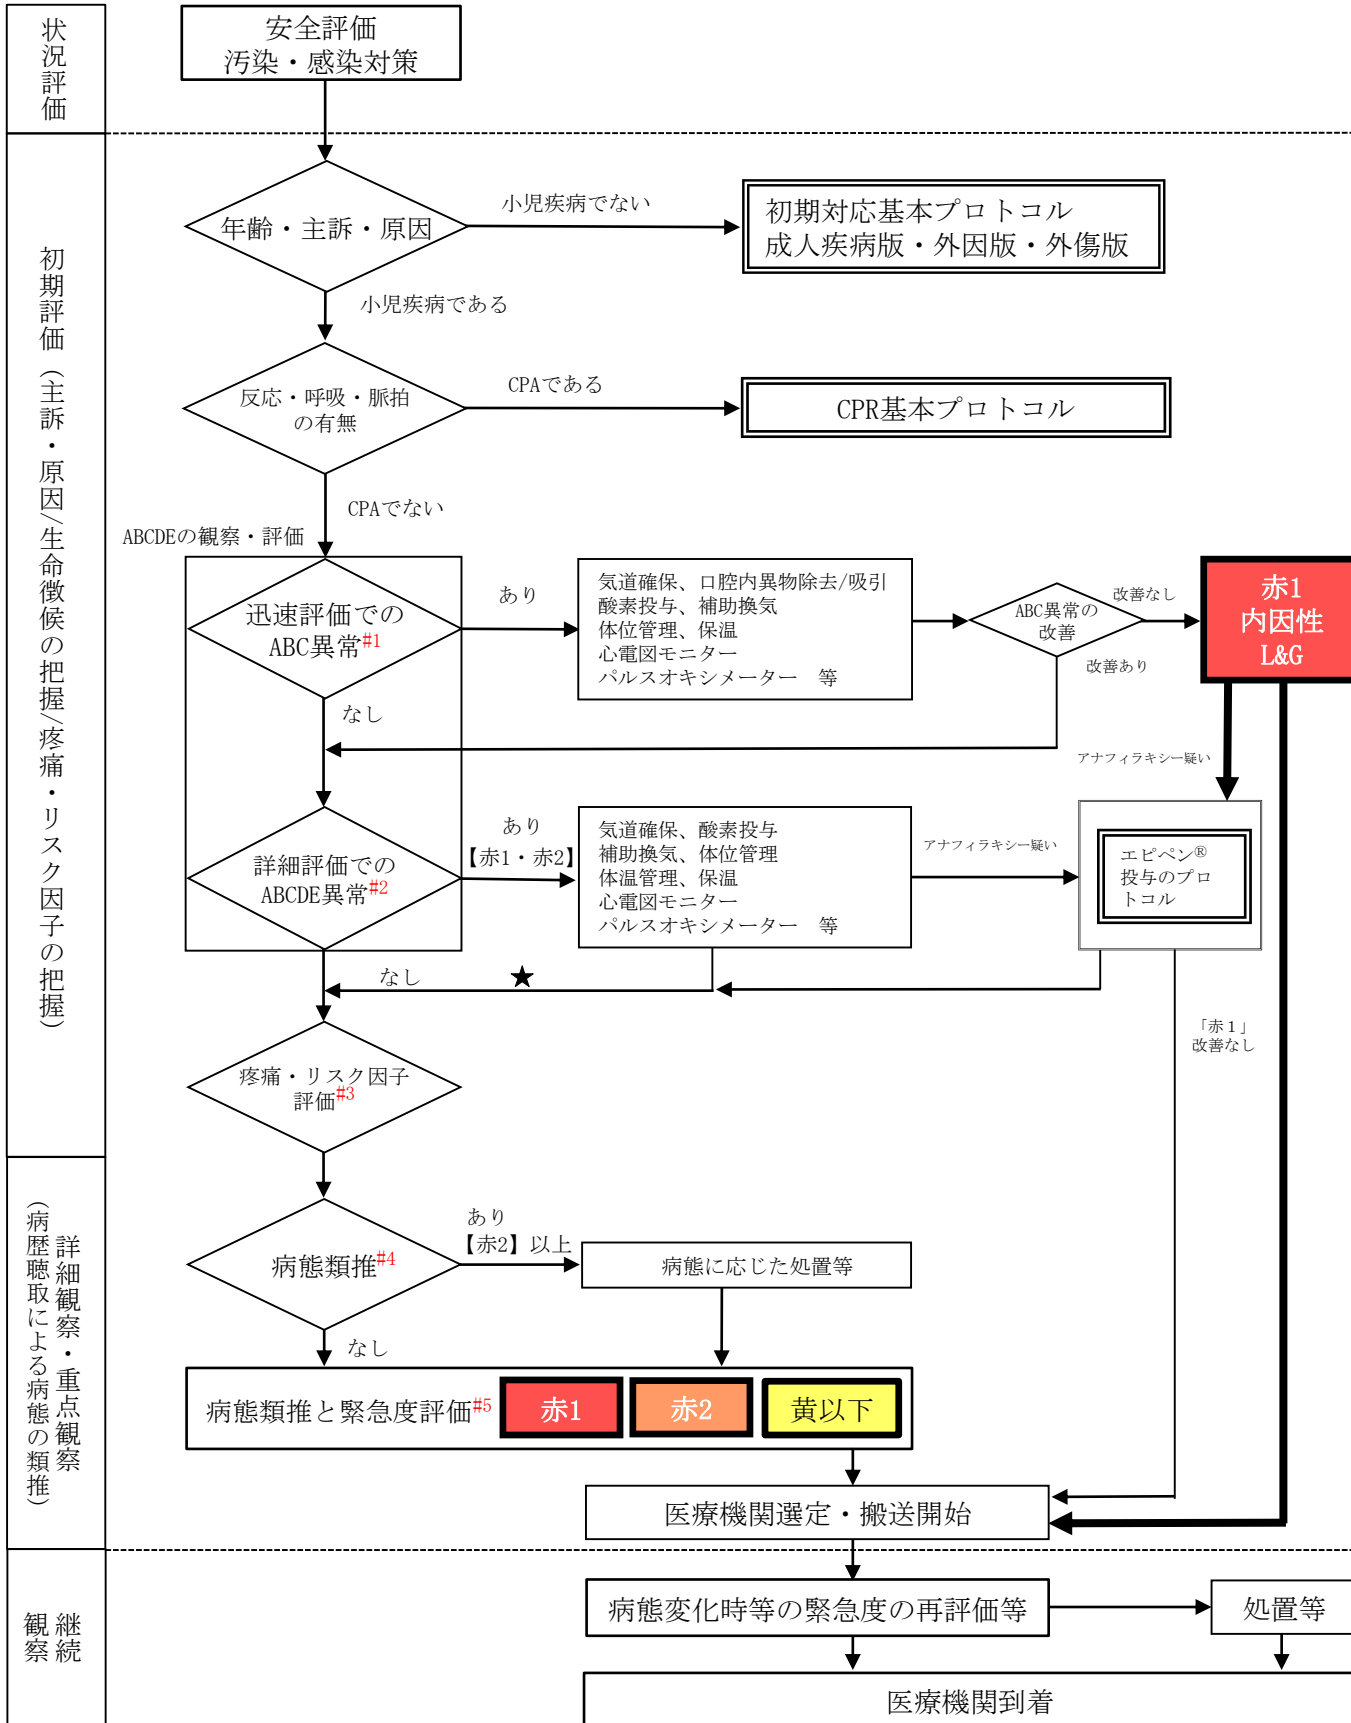 状況評価
安全評価
汚染・感染対策
初期評価（主訴・原因/生命徴候の把握/疼痛・リスク因子の把握）
年齢・主訴・原因
小児疾病でない
初期対応基本プロトコル
成人疾病版・外因版・外傷版
小児疾病である
反応・呼吸・脈拍
の有無
CPAである
CPR基本プロトコル
CPAでない
ABCDEの観察・評価
迅速評価での
ABC異常#1
あり
気道確保、口腔内異物除去/吸引
酸素投与、補助換気
体位管理、保温
心電図モニター
パルスオキシメーター　等
ABC異常の
改善
改善なし
赤1
内因性
L&G
改善あり
なし
アナフィラキシー疑い
詳細評価での
ABCDE異常#2
あり
【赤1・赤2】
気道確保、酸素投与
補助換気、体位管理
体温管理、保温
心電図モニター
パルスオキシメーター　等
アナフィラキシー疑い
エピペン®
投与のプロ
トコル
なし
★
「赤１」
改善なし
疼痛・リスク因子
評価#3
詳細観察・重点観察
（病歴聴取による病態の類推）
病態類推#4
あり
【赤2】以上
病態に応じた処置等
なし
病態類推と緊急度評価#5
赤1
赤2
黄以下
医療機関選定・搬送開始
継続
観察
病態変化時等の緊急度の再評価等
処置等
医療機関到着